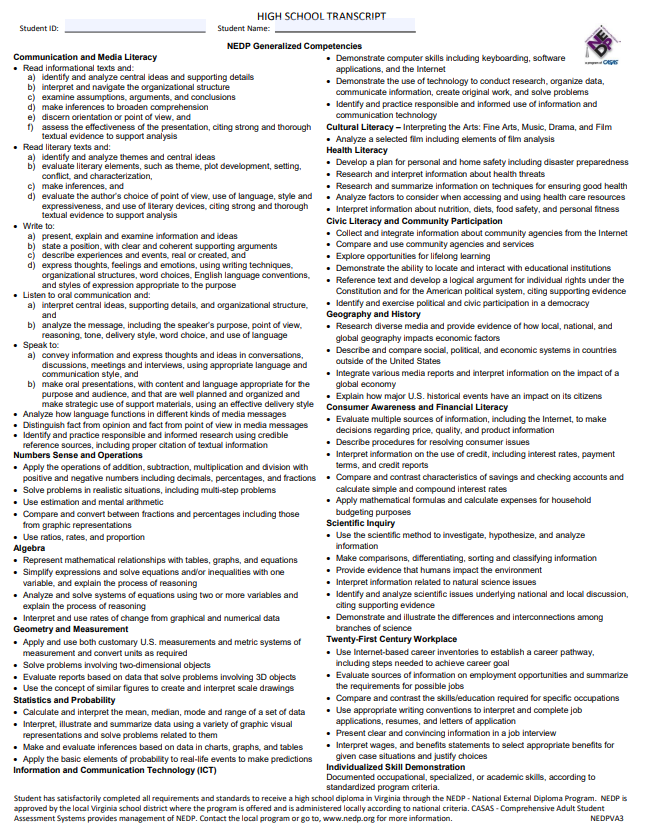 HIGH SCHOOL TRANSCRIPT
Student ID: Student Name:
NEDP Generalized Competencies
Communication and Media Literacy
• Read informational texts and:
a) identify and analyze central ideas and supporting details
b) interpret and navigate the organizational structure
c) examine assumptions, arguments, and conclusions
d) make inferences to broaden comprehension
e) discern orientation or point of view, and
f) assess the effectiveness of the presentation, citing strong and thorough
textual evidence to support analysis
• Read literary texts and:
a) identify and analyze themes and central ideas
b) evaluate literary elements, such as theme, plot development, setting,
conflict, and characterization,
c) make inferences, and
d) evaluate the author's choice of point of view, use of language, style and
expressiveness, and use of literary devices, citing strong and thorough
textual evidence to support analysis
• Write to:
a) present, explain and examine information and ideas
b) state a position, with clear and coherent supporting arguments
c) describe experiences and events, real or created, and
d) express thoughts, feelings and emotions, using writing techniques,
organizational structures, word choices, English language conventions,
and styles of expression appropriate to the purpose
• Listen to oral communication and:
a) interpret central ideas, supporting details, and organizational structure,
and
b) analyze the message, including the speaker's purpose, point of view,
reasoning, tone, delivery style, word choice, and use of language
• Speak to:
a) convey information and express thoughts and ideas in conversations,
discussions, meetings and interviews, using appropriate language and
communication style, and
b) make oral presentations, with content and language appropriate for the
purpose and audience, and that are well planned and organized and
make strategic use of support materials, using an effective delivery style
• Analyze how language functions in different kinds of media messages
• Distinguish fact from opinion and fact from point of view in media messages
• Identify and practice responsible and informed research using credible
reference sources, including proper citation of textual information
Numbers Sense and Operations
• Apply the operations of addition, subtraction, multiplication and division with
positive and negative numbers including decimals, percentages, and fractions
• Solve problems in realistic situations, including multi-step problems
• Use estimation and mental arithmetic
• Compare and convert between fractions and percentages including those
from graphic representations
• Use ratios, rates, and proportion
Algebra
• Represent mathematical relationships with tables, graphs, and equations
• Simplify expressions and solve equations and/or inequalities with one
variable, and explain the process of reasoning
• Analyze and solve systems of equations using two or more variables and
explain the process of reasoning
• Interpret and use rates of change from graphical and numerical data
Geometry and Measurement
• Apply and use both customary U.S. measurements and metric systems of
measurement and convert units as required
• Solve problems involving two-dimensional objects
• Evaluate reports based on data that solve problems involving 3D objects
• Use the concept of similar figures to create and interpret scale drawings
Statistics and Probability
• Calculate and interpret the mean, median, mode and range of a set of data
• Interpret, illustrate and summarize data using a variety of graphic visual
representations and solve problems related to them
• Make and evaluate inferences based on data in charts, graphs, and tables
• Apply the basic elements of probability to real-life events to make predictions
Information and Communication Technology (ICT)
• Demonstrate computer skills including keyboarding, software
applications, and the Internet
• Demonstrate the use of technology to conduct research, organize data,
communicate information, create original work, and solve problems
• Identify and practice responsible and informed use of information and
communication technology
Cultural Literacy – Interpreting the Arts: Fine Arts, Music, Drama, and Film
• Analyze a selected film including elements of film analysis
Health Literacy
• Develop a plan for personal and home safety including disaster preparedness
• Research and interpret information about health threats
• Research and summarize information on techniques for ensuring good health
• Analyze factors to consider when accessing and using health care resources
• Interpret information about nutrition, diets, food safety, and personal fitness
Civic Literacy and Community Participation
• Collect and integrate information about community agencies from the Internet
• Compare and use community agencies and services
• Explore opportunities for lifelong learning
• Demonstrate the ability to locate and interact with educational institutions
• Reference text and develop a logical argument for individual rights under the
Constitution and for the American political system, citing supporting evidence
• Identify and exercise political and civic participation in a democracy
Geography and History
• Research diverse media and provide evidence of how local, national, and
global geography impacts economic factors
• Describe and compare social, political, and economic systems in countries
outside of the United States
• Integrate various media reports and interpret information on the impact of a
global economy
• Explain how major U.S. historical events have an impact on its citizens
Consumer Awareness and Financial Literacy
• Evaluate multiple sources of information, including the Internet, to make
decisions regarding price, quality, and product information
• Describe procedures for resolving consumer issues
• Interpret information on the use of credit, including interest rates, payment
terms, and credit reports
• Compare and contrast characteristics of savings and checking accounts and
calculate simple and compound interest rates
• Apply mathematical formulas and calculate expenses for household
budgeting purposes
Scientific Inquiry
• Use the scientific method to investigate, hypothesize, and analyze
information
• Make comparisons, differentiating, sorting and classifying information
• Provide evidence that humans impact the environment
• Interpret information related to natural science issues
• Identify and analyze scientific issues underlying national and local discussion,
citing supporting evidence
• Demonstrate and illustrate the differences and interconnections among
branches of science
Twenty-First Century Workplace
• Use Internet-based career inventories to establish a career pathway,
including steps needed to achieve career goal
• Evaluate sources of information on employment opportunities and summarize
the requirements for possible jobs
• Compare and contrast the skills/education required for specific occupations
• Use appropriate writing conventions to interpret and complete job
applications, resumes, and letters of application
• Present clear and convincing information in a job interview
• Interpret wages, and benefits statements to select appropriate benefits for
given case situations and justify choices
Individualized Skill Demonstration
Documented occupational, specialized, or academic skills, according to
standardized program criteria.
NEDP
a program of CASAS
Student has satisfactorily completed all requirements and standards to receive a high school diploma in Virginia through the NEDP - National External Diploma Program. NEDP is
approved by the local Virginia school district where the program is offered and is administered locally according to national criteria. CASAS - Comprehensive Adult Student
Assessment Systems provides management of NEDP. Contact the local program or go to, www.nedp.org for more information. NEDPVA3